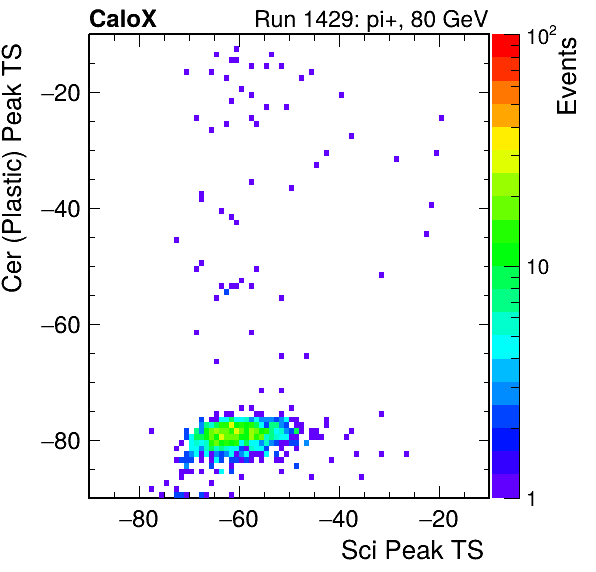 CaloX Run 1429: pi+, 80 GeV
Cer (Plastic) Peak TS
Events
10²
10
1
−20
−40
−60
−80
−80 −60 −40 −20
Sci Peak TS